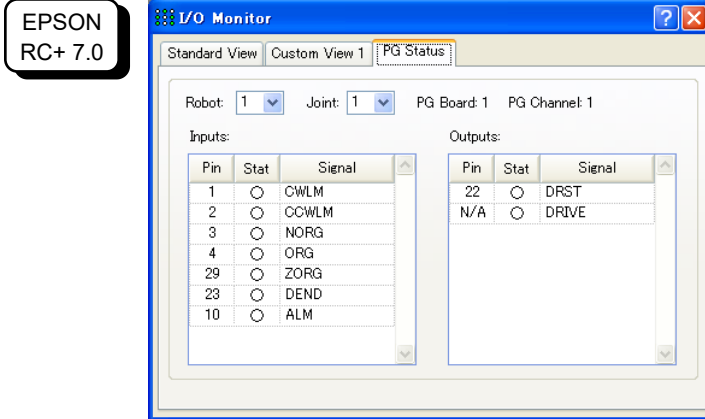 EPSON
RC+ 7.0
I/O Monitor
Standard View Custom View 1 PG Status
Robot: 1 Joint: 1 PG Board: 1 PG Channel: 1
Inputs: Outputs:
Pin Stat Signal Pin Stat Signal
1 CWLM 22 DRST
2 CCWLM N/A DRIVE
3 NORG
4 ORG
29 ZORG
23 DEND
10 ALM